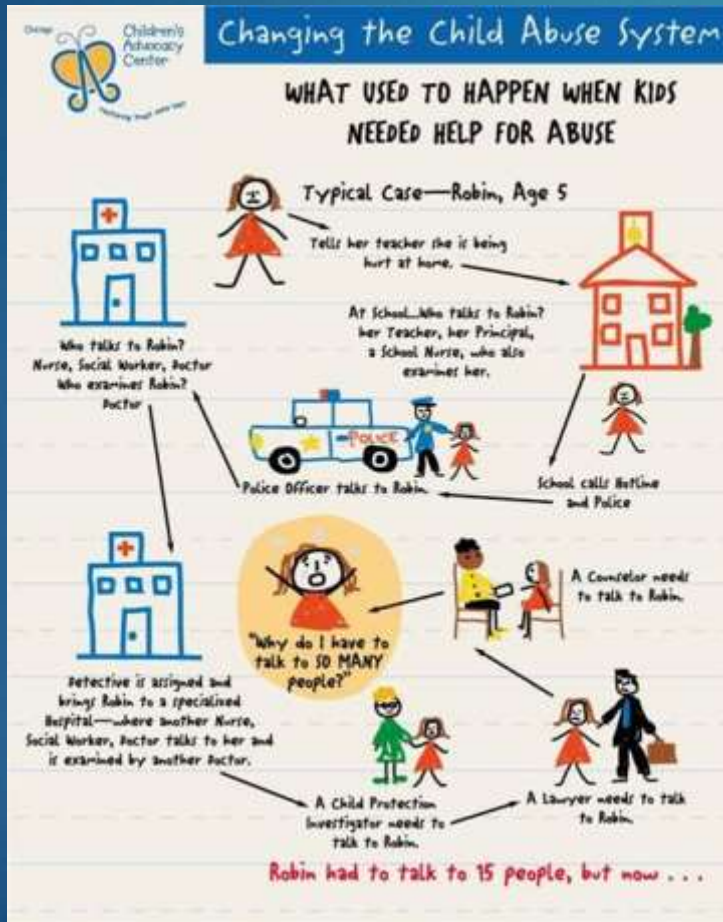 Chicago
Children's
Advocacy
Center
Changing the Child Abuse System
WHAT USED TO HAPPEN WHEN KIDS
NEEDED HELP FOR ABUSE
Typical Case—Robin, Age 5
Tells her teacher she is being
hurt at home.
At School...Who talks to Robin?
her Teacher, her Principal,
a School Nurse, who also
examines her.
School calls Hotline
and Police
POLICE
Police Officer talks to Robin.
Who talks to Robin?
Nurse, Social Worker, Doctor
Who examines Robin?
Doctor
Detective is assigned and
brings Robin to a specialized
Hospital—where another Nurse,
Social Worker, Doctor talks to her and
is examined by another Doctor.
A Child Protection
Investigator needs to
talk to Robin.
A Lawyer needs to talk
to Robin.
A Counselor needs
to talk to Robin.
"Why do I have to
talk to SO MANY
people?"
Robin had to talk to 15 people, but now . . .